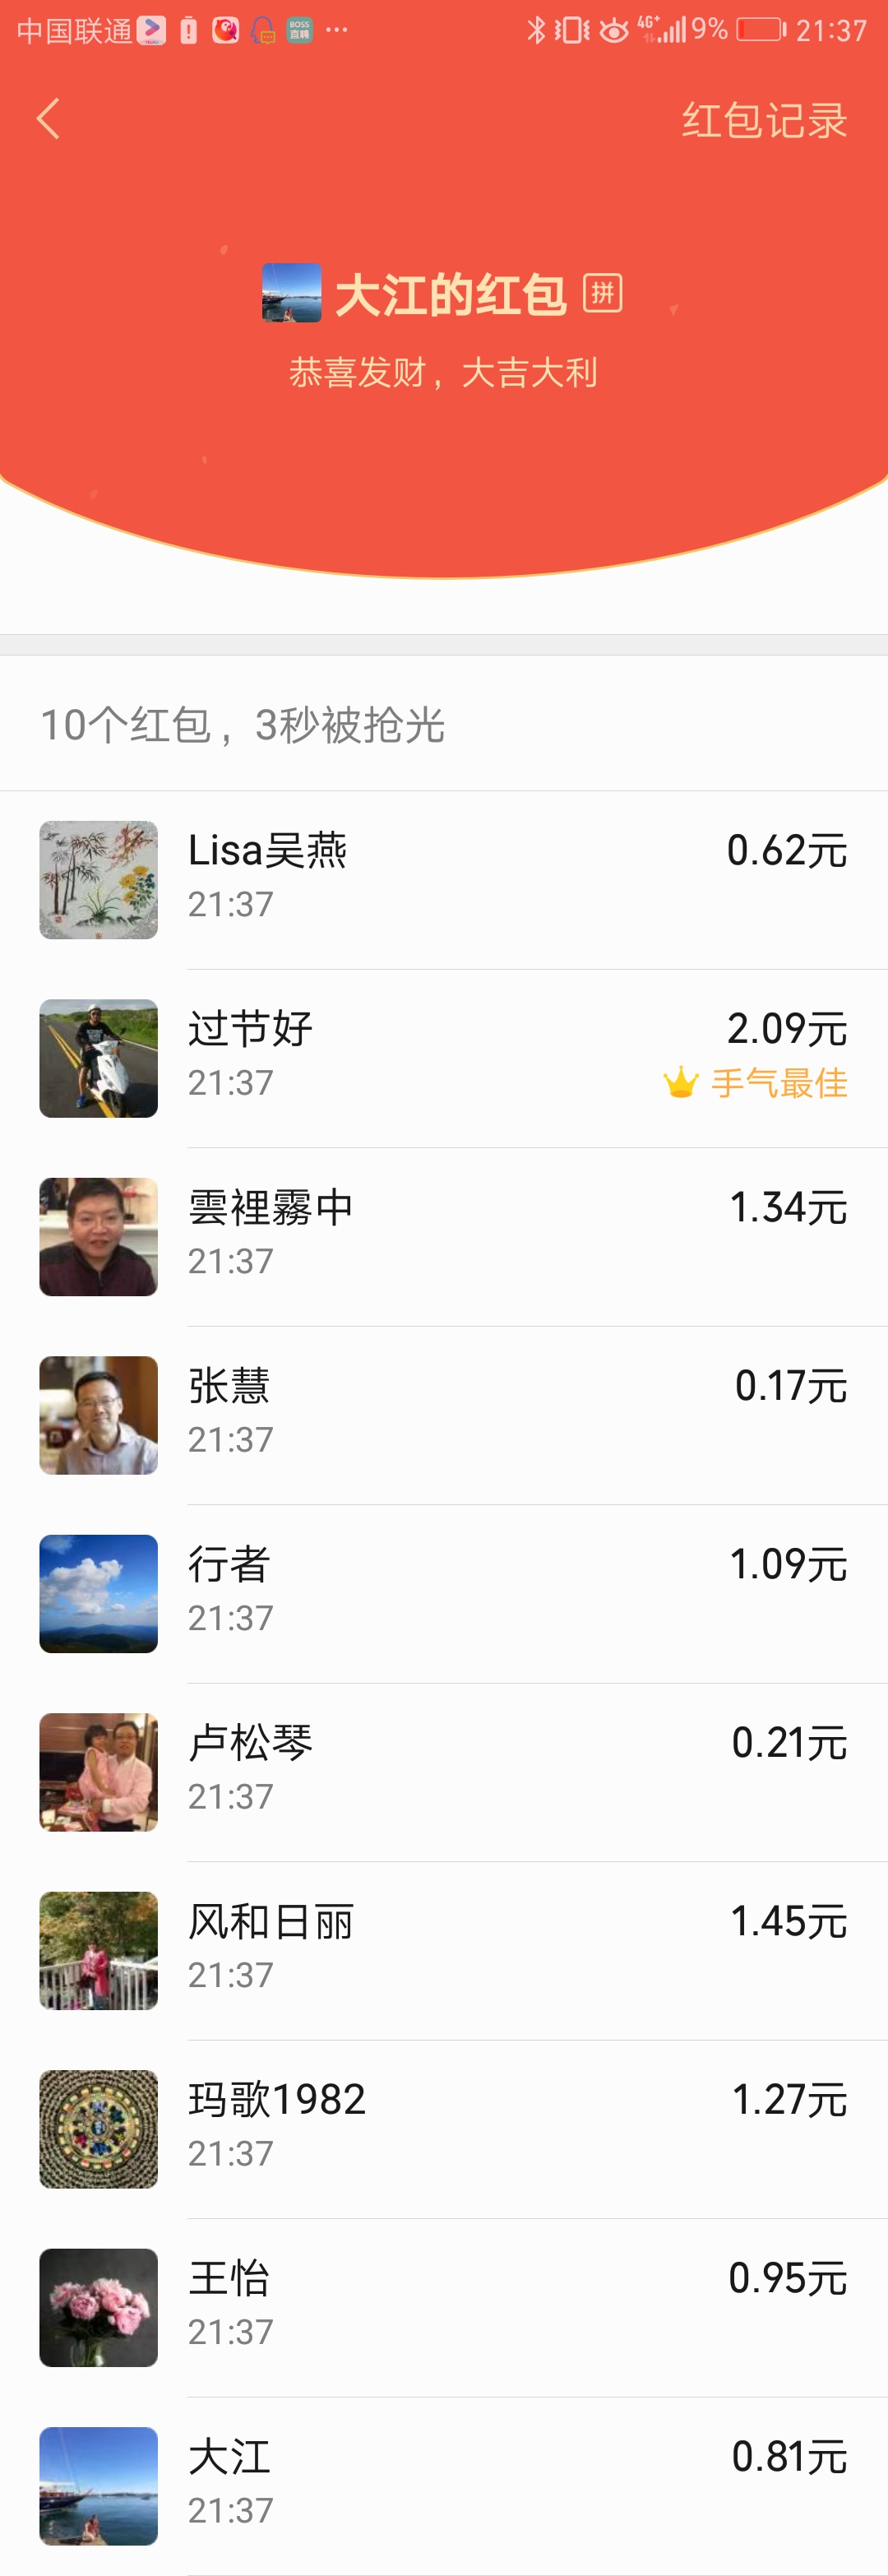 中国联通 BOSS直聘 ··· 4G+ 9% 21:37
红包记录
大江的红包 拼
恭喜发财，大吉大利
10个红包，3秒被抢光
Lisa吴燕 0.62元
21:37
过节好 2.09元
21:37 手气最佳
雲裡霧中 1.34元
21:37
张慧 0.17元
21:37
行者 1.09元
21:37
卢松琴 0.21元
21:37
风和日丽 1.45元
21:37
玛歌1982 1.27元
21:37
王怡 0.95元
21:37
大江 0.81元
21:37